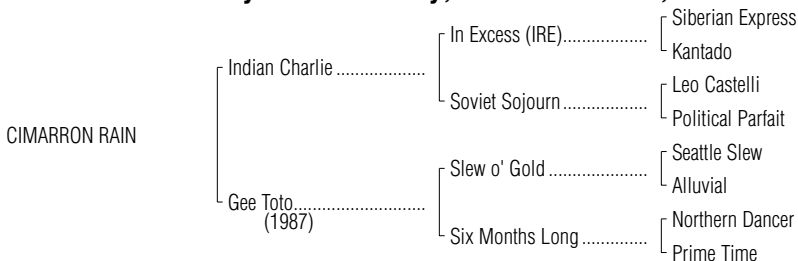 Siberian Express
In Excess (IRE)..................
Kantado
Indian Charlie ...................
Leo Castelli
Soviet Sojourn..................
Political Parfait
CIMARRON RAIN
Seattle Slew
Slew o' Gold .....................
Alluvial
Gee Toto............................
(1987)
Northern Dancer
Six Months Long ..............
Prime Time